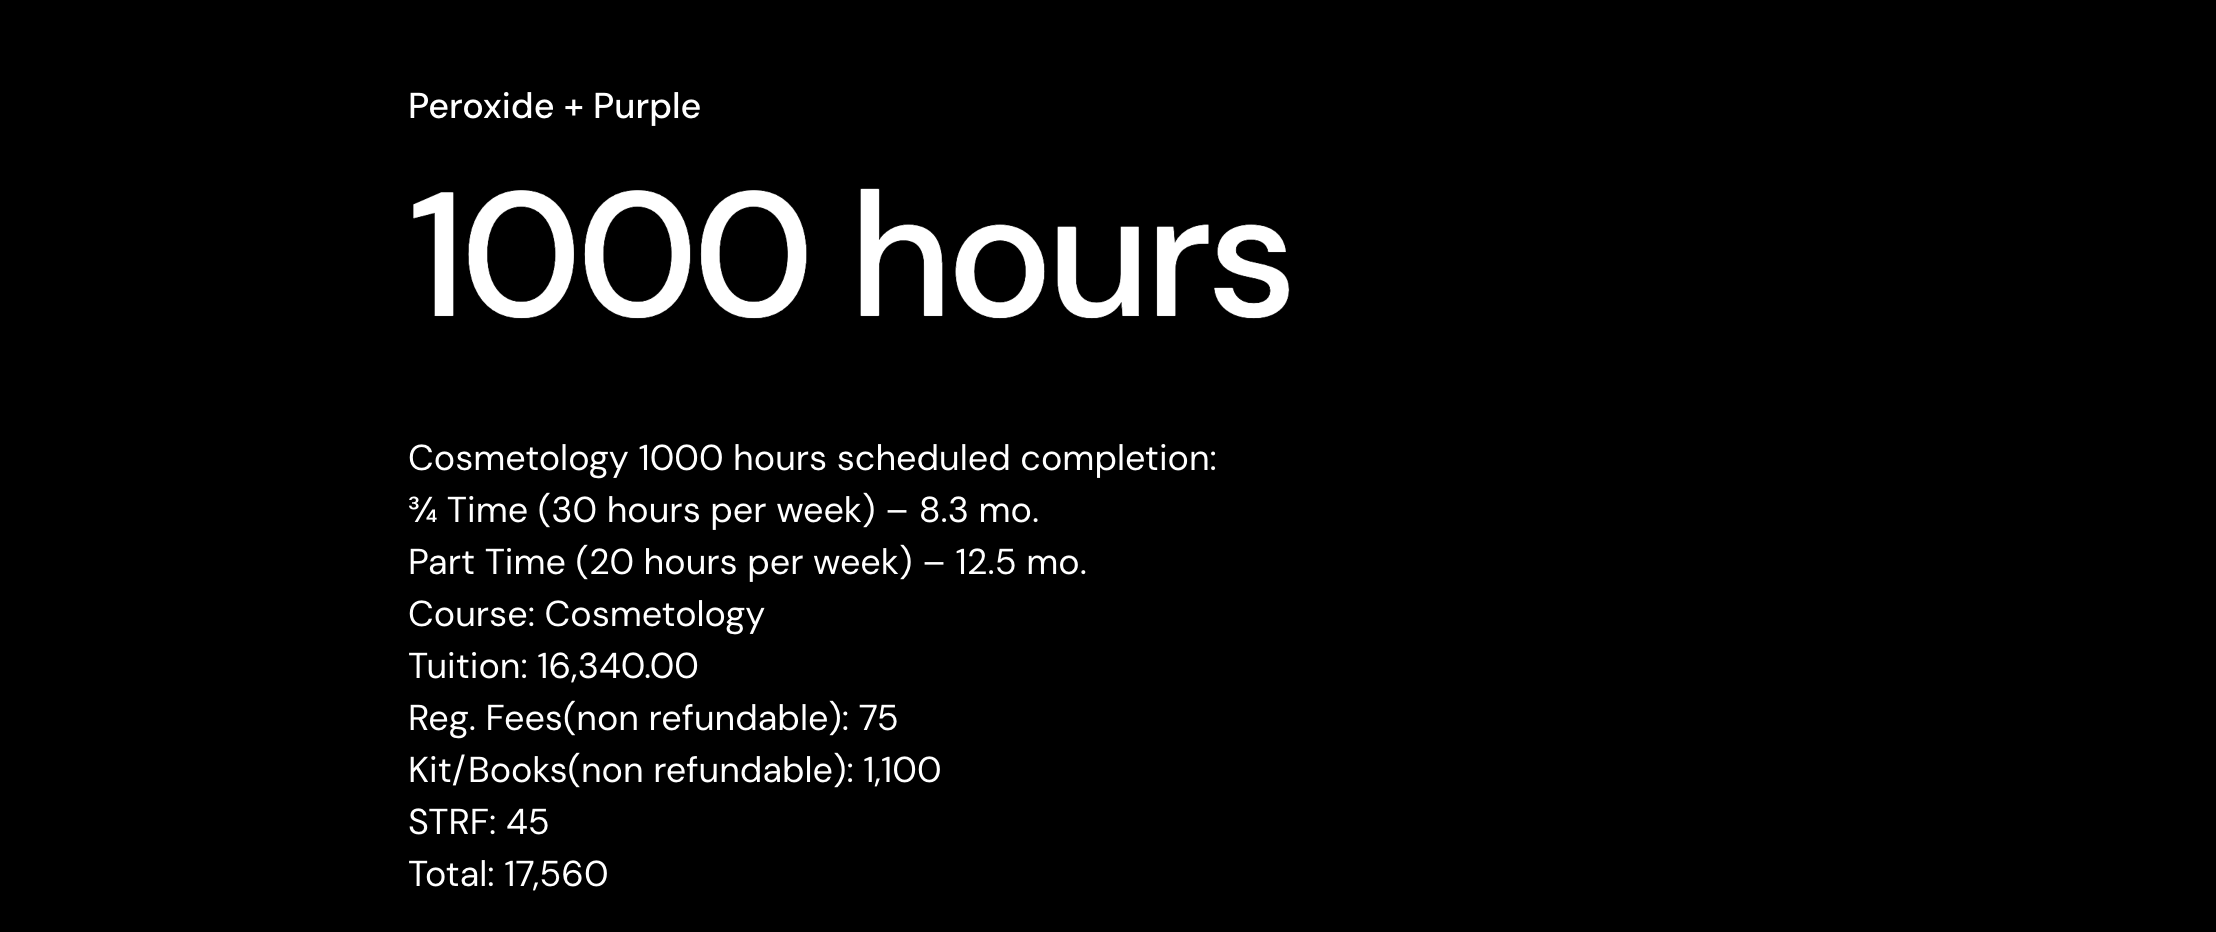 Peroxide + Purple
1000 hours
Cosmetology 1000 hours scheduled completion:
¾ Time (30 hours per week) – 8.3 mo.
Part Time (20 hours per week) – 12.5 mo.
Course: Cosmetology
Tuition: 16,340.00
Reg. Fees(non refundable): 75
Kit/Books(non refundable): 1,100
STRF: 45
Total: 17,560